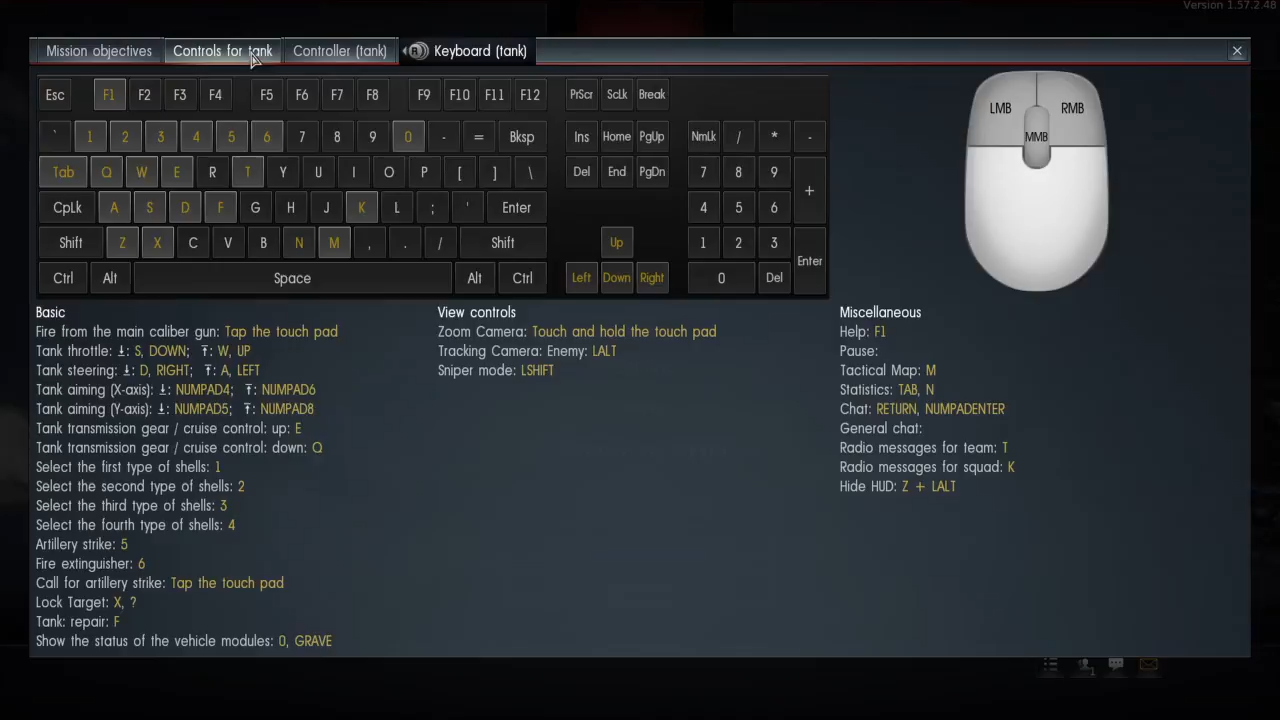 Version 1.57.2.48
Mission objectives Controls for tank Controller (tank) R Keyboard (tank) ×
Esc F1 F2 F3 F4 F5 F6 F7 F8 F9 F10 F11 F12 PrScr ScLk Break
LMB RMB
MMB
` 1 2 3 4 5 6 7 8 9 0 - = Bksp Ins Home PgUp NmLk / * -
Tab Q W E R T Y U I O P [ ] \ Del End PgDn 7 8 9 +
CpLk A S D F G H J K L ; ' Enter 4 5 6
Shift Z X C V B N M , . / Shift Up 1 2 3 Enter
Ctrl Alt Space Alt Ctrl Left Down Right 0 Del
Basic
Fire from the main caliber gun: Tap the touch pad
Tank throttle: ↓: S, DOWN; ↑: W, UP
Tank steering: ↓: D, RIGHT; ↑: A, LEFT
Tank aiming (X-axis): ↓: NUMPAD4; ↑: NUMPAD6
Tank aiming (Y-axis): ↓: NUMPAD5; ↑: NUMPAD8
Tank transmission gear / cruise control: up: E
Tank transmission gear / cruise control: down: Q
Select the first type of shells: 1
Select the second type of shells: 2
Select the third type of shells: 3
Select the fourth type of shells: 4
Artillery strike: 5
Fire extinguisher: 6
Call for artillery strike: Tap the touch pad
Lock Target: X, ?
Tank: repair: F
Show the status of the vehicle modules: 0, GRAVE
View controls
Zoom Camera: Touch and hold the touch pad
Tracking Camera: Enemy: LALT
Sniper mode: LSHIFT
Miscellaneous
Help: F1
Pause:
Tactical Map: M
Statistics: TAB, N
Chat: RETURN, NUMPADENTER
General chat:
Radio messages for team: T
Radio messages for squad: K
Hide HUD: Z + LALT